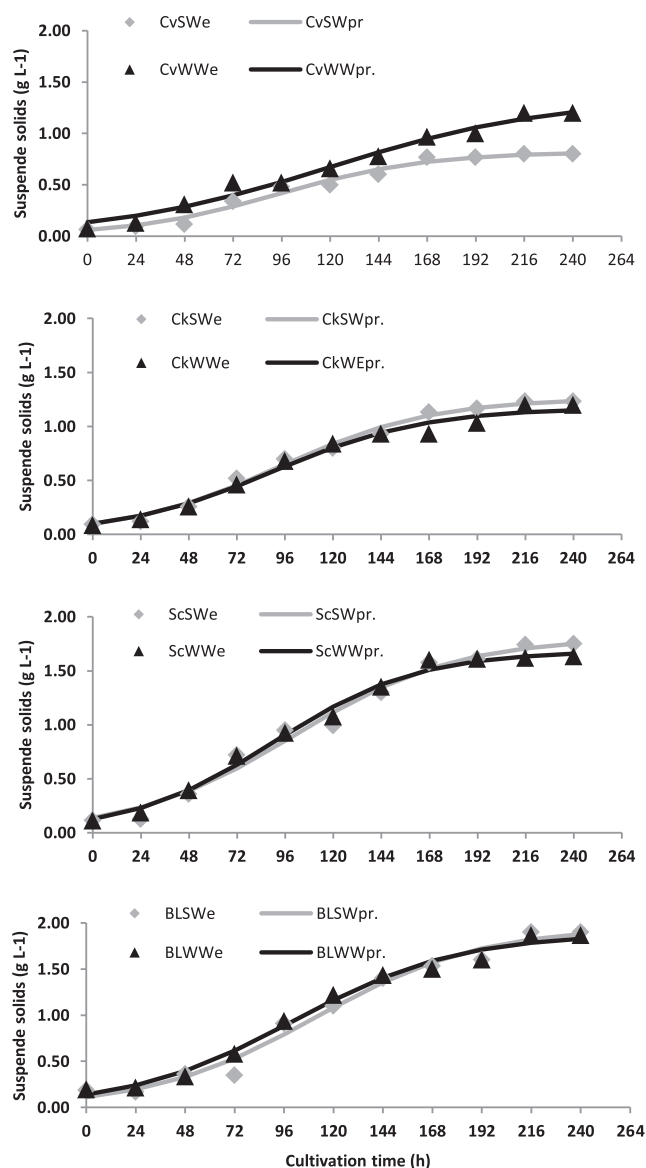 CvSWe CvSWpr
CvWWe CvWWpr.
Suspende solids (g L-1)
2.00
1.50
1.00
0.50
0.00
0 24 48 72 96 120 144 168 192 216 240 264
CkSWe CkSWpr.
CkWWe CkWEpr.
Suspende solids (g L-1)
2.00
1.50
1.00
0.50
0.00
0 24 48 72 96 120 144 168 192 216 240 264
ScSWe ScSWpr.
ScWWe ScWWpr.
Suspende solids (g L-1)
2.00
1.50
1.00
0.50
0.00
0 24 48 72 96 120 144 168 192 216 240 264
BLSWe BLSWpr.
BLWWe BLWWpr.
Suspende solids (g L-1)
2.00
1.50
1.00
0.50
0.00
0 24 48 72 96 120 144 168 192 216 240 264
Cultivation time (h)